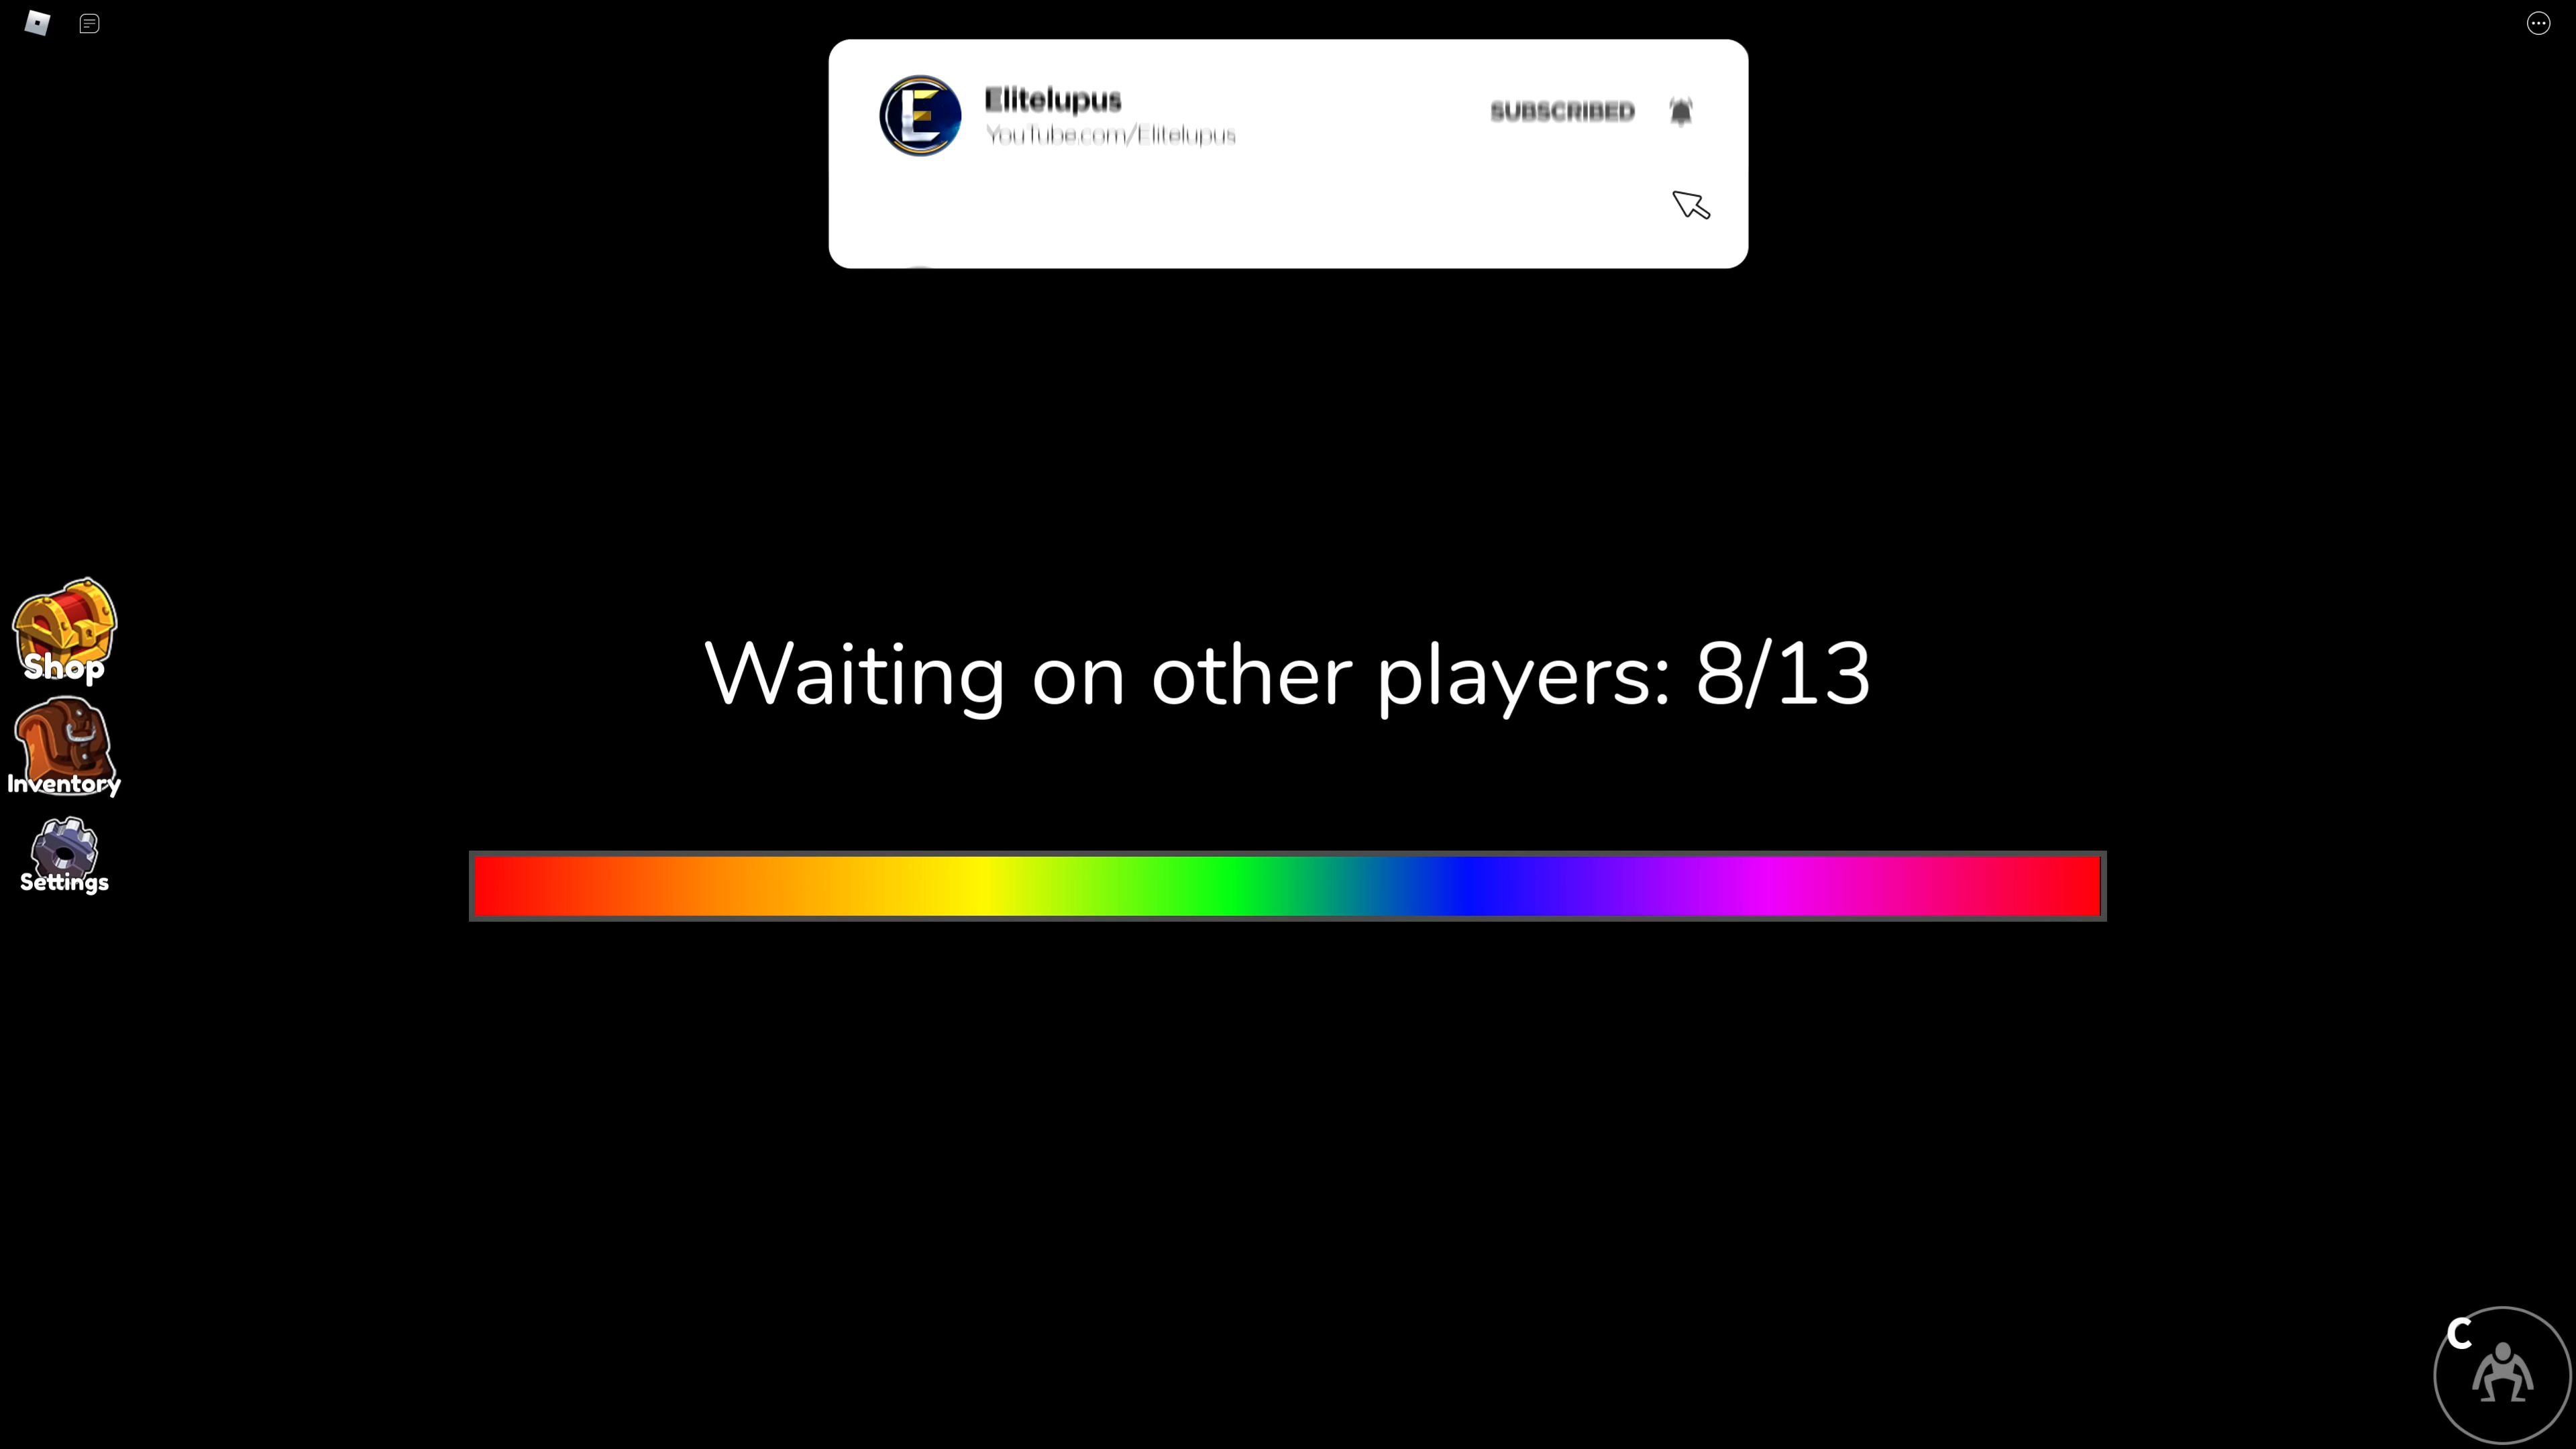 Elitelupus
YouTube.com/Elitelupus
SUBSCRIBED
Waiting on other players: 8/13
Shop
Inventory
Settings
C